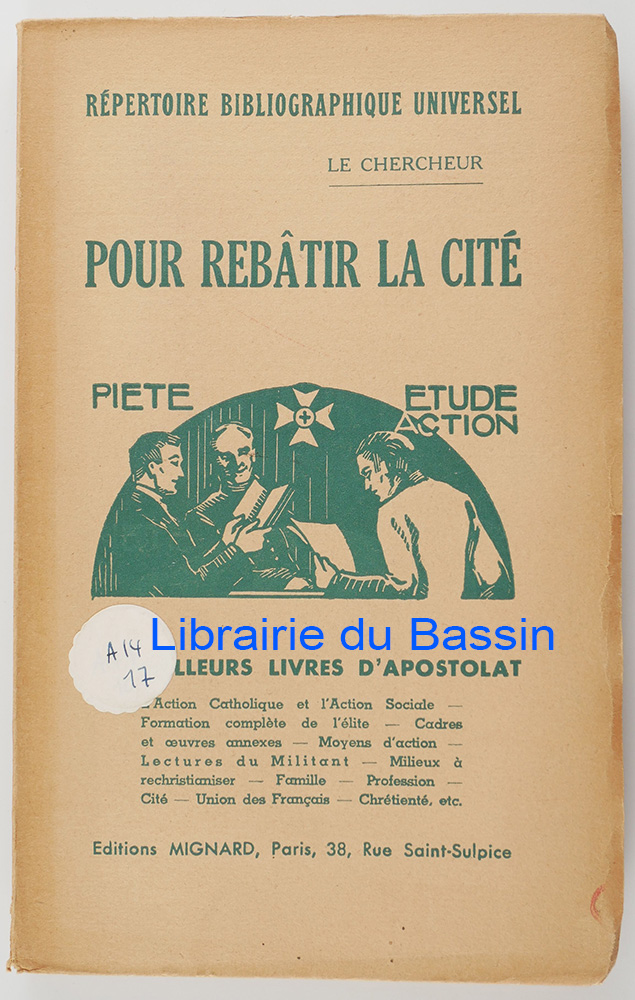 RÉPERTOIRE BIBLIOGRAPHIQUE UNIVERSEL
LE CHERCHEUR
POUR REBÂTIR LA CITÉ
PIETE
ETUDE
ACTION
A14
17
Librairie du Bassin
LLEURS LIVRES D'APOSTOLAT
L'Action Catholique et l'Action Sociale —
Formation complète de l'élite — Cadres
et œuvres annexes — Moyens d'action —
Lectures du Militant — Milieux à
rechristianiser — Famille — Profession —
Cité — Union des Français — Chrétienté, etc.
Editions MIGNARD, Paris, 38, Rue Saint-Sulpice